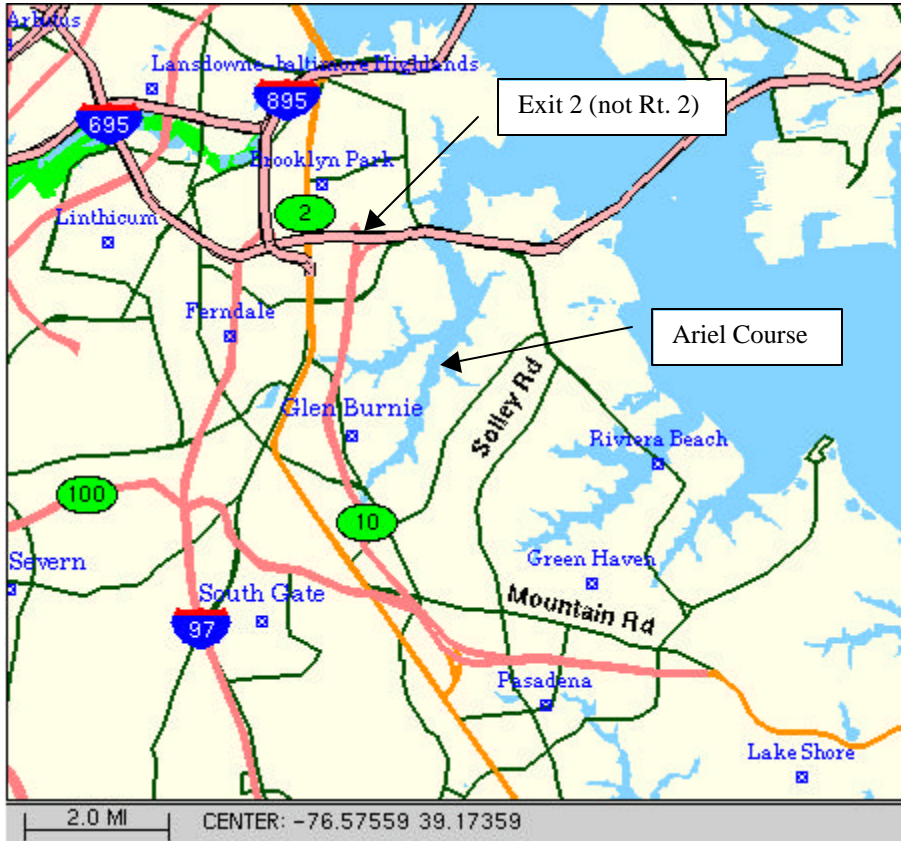 Arbutus
Lansdowne-baltimore Highlands
895
Exit 2 (not Rt. 2)
695
Brooklyn Park
2
Linthicum
Ferndale
Ariel Course
Solley Rd
Glen Burnie
Riviera Beach
100
10
Severn
Green Haven
South Gate
Mountain Rd
97
Pasadena
Lake Shore
2.0 MI
CENTER: -76.57559 39.17359